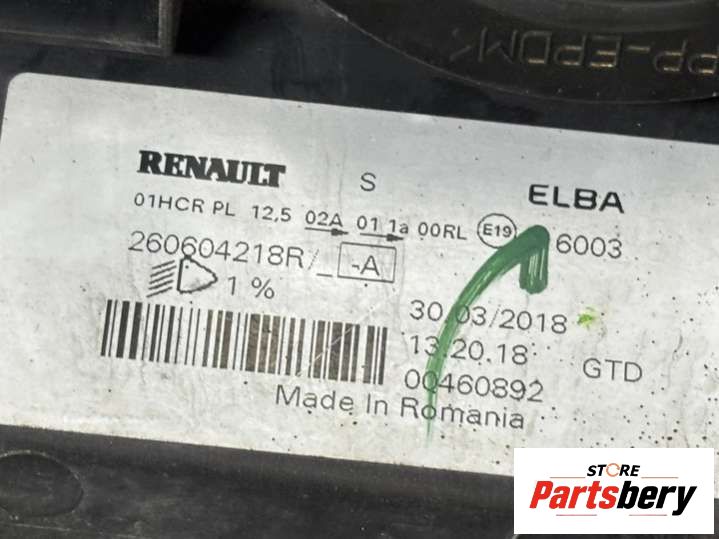 >PP-EPDM<
RENAULT S ELBA
01HCR PL 12,5 02A 01 1a 00RL E19 6003
260604218R/_ -A
1 %
30.03/2018
13.20.18 GTD
00460892
Made In Romania
STORE
Partsbery